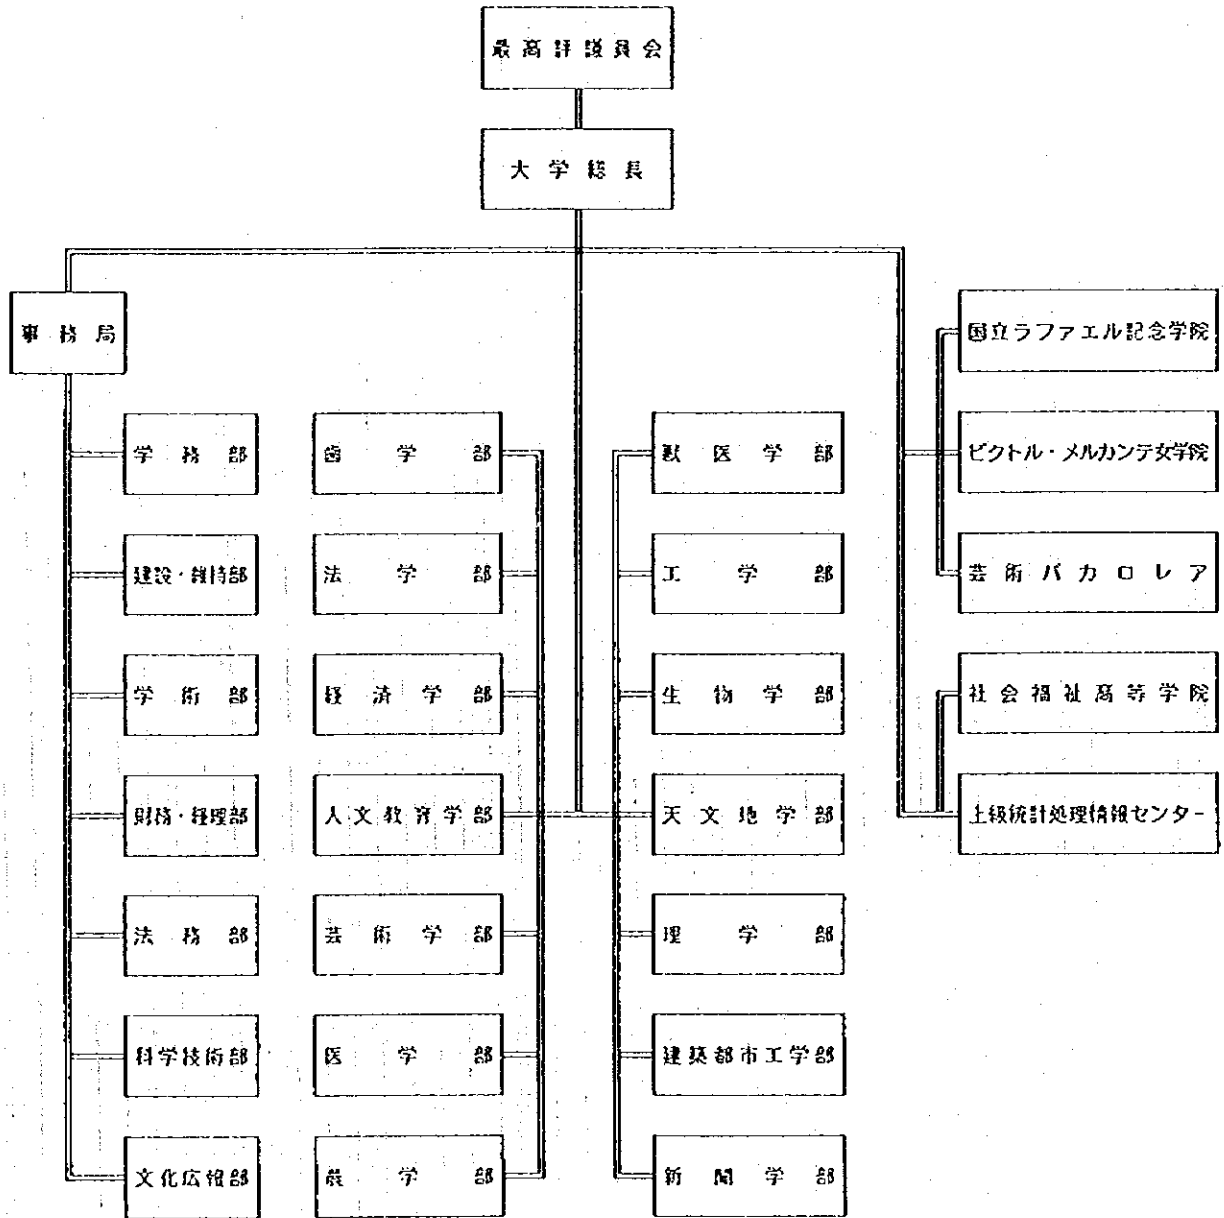 最高評議員会
大学総長
事務局
学務部
建設・維持部
学術部
財務・経理部
法務部
科学技術部
文化広報部
歯学部
法学部
経済学部
人文教育学部
芸術学部
医学部
農学部
獣医学部
工学部
生物学部
天文地学部
理学部
建築都市工学部
新聞学部
国立ラファエル記念学院
ビクトル・メルカンテ女学院
芸術バカロレア
社会福祉高等学院
上級統計処理情報センター